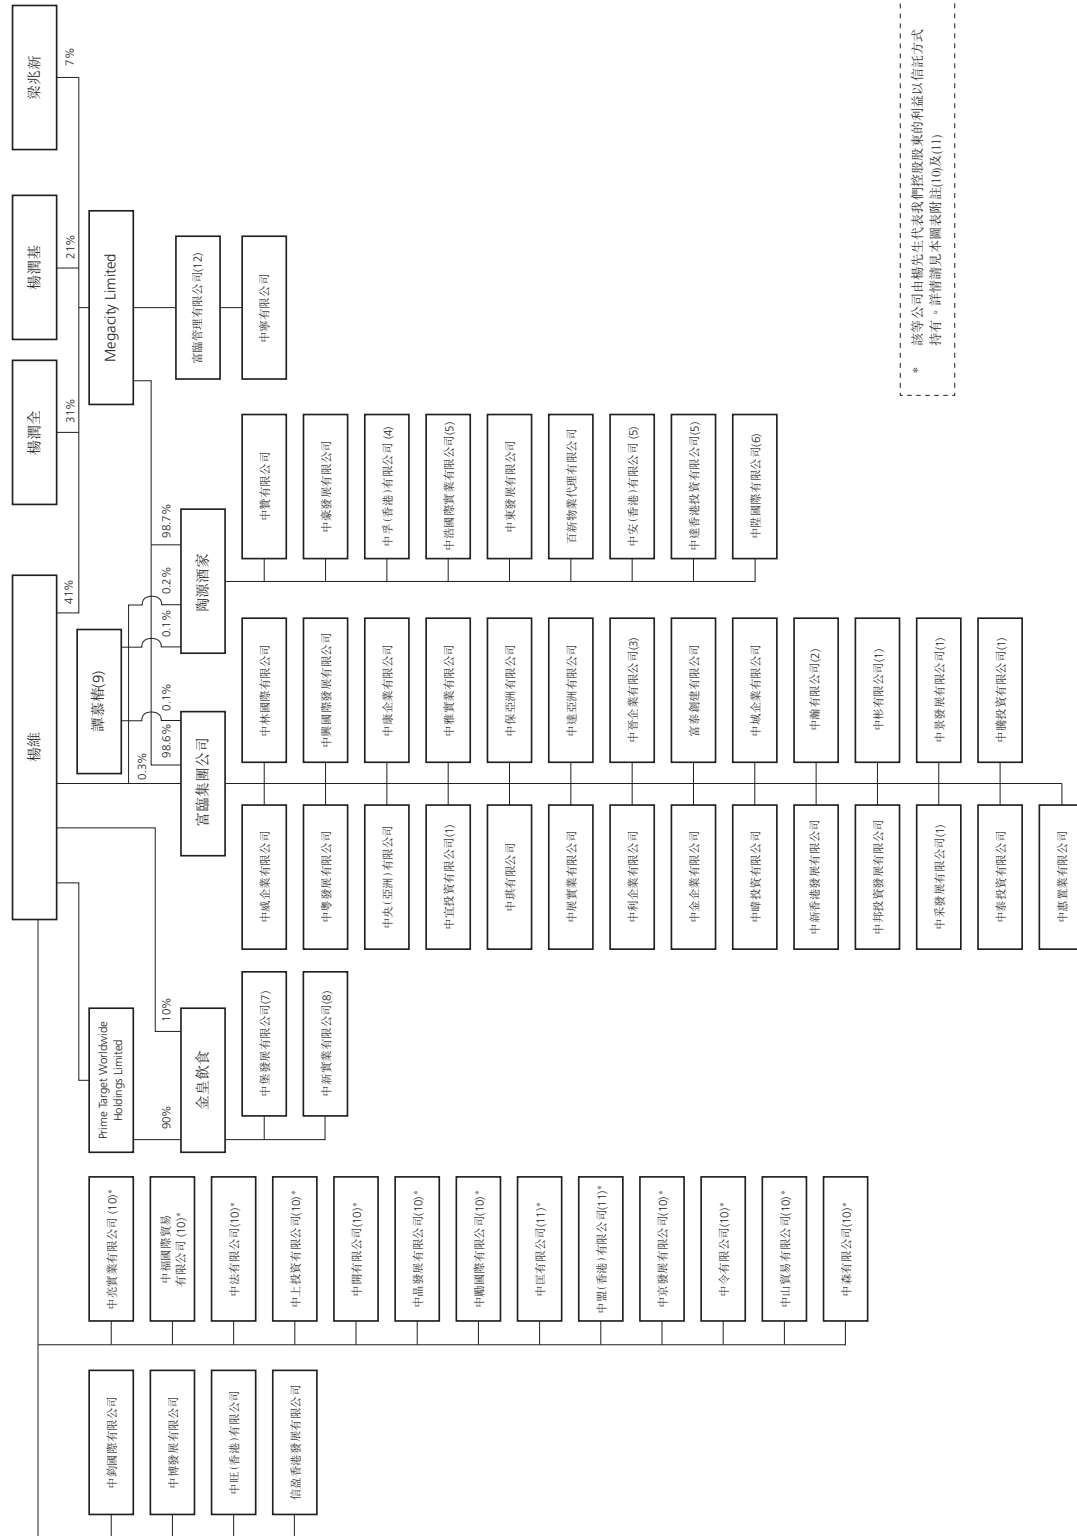 楊維
楊潤全
楊潤基
梁兆新
41%
31%
21%
7%
譚慕椿(9)
Megacity Limited
Prime Target Worldwide
Holdings Limited
90%
10%
0.3%
98.6%
0.1%
0.1%
0.2%
98.7%
金皇飲食
富臨集團公司
陶源酒家
富臨管理有限公司(12)
中寧有限公司
中鈞國際有限公司
中博發展有限公司
中旺(香港)有限公司
信盈香港發展有限公司
中亮實業有限公司 (10)*
中福國際貿易
有限公司 (10)*
中法有限公司(10)*
中上投資有限公司(10)*
中開有限公司(10)*
中晶發展有限公司(10)*
中勵國際有限公司(10)*
中匡有限公司(11)*
中盟(香港)有限公司(11)*
中京發展有限公司(10)*
中令有限公司(10)*
中山貿易有限公司(10)*
中森有限公司(10)*
中堡發展有限公司(7)
中新實業有限公司(8)
中威企業有限公司
中粵發展有限公司
中央(亞洲)有限公司
中宜投資有限公司(1)
中琪有限公司
中展實業有限公司
中利企業有限公司
中金企業有限公司
中暐投資有限公司
中新香港發展有限公司
中邦投資發展有限公司
中采發展有限公司(1)
中泰投資有限公司
中惠置業有限公司
中林國際有限公司
中興國際發展有限公司
中康企業有限公司
中雅實業有限公司
中保亞洲有限公司
中達亞洲有限公司
中晉企業有限公司(3)
富泰創建有限公司
中城企業有限公司
中瀚有限公司(2)
中彬有限公司(1)
中景發展有限公司(1)
中騰投資有限公司(1)
中贊有限公司
中豪發展有限公司
中孚(香港)有限公司 (4)
中浩國際實業有限公司(5)
中東發展有限公司
百新物業代理有限公司
中安(香港)有限公司 (5)
中達香港投資有限公司(5)
中陞國際有限公司(6)
* 該等公司由楊先生代表我們控股股東的利益以信託方式
持有。詳情請見本圖表附註(10)及(11)